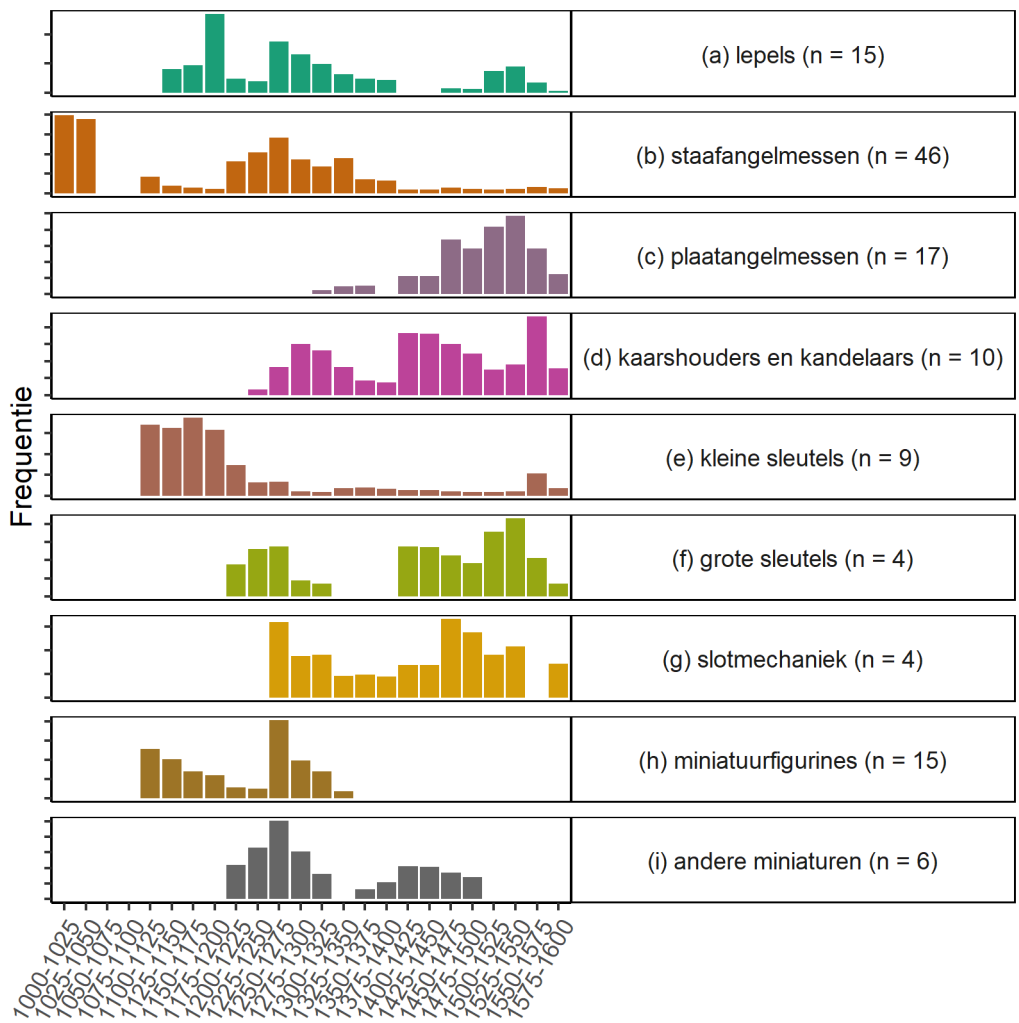 (a) lepels (n = 15)
(b) staafangelmessen (n = 46)
(c) plaatangelmessen (n = 17)
(d) kaarshouders en kandelaars (n = 10)
(e) kleine sleutels (n = 9)
(f) grote sleutels (n = 4)
(g) slotmechaniek (n = 4)
(h) miniatuurfigurines (n = 15)
(i) andere miniaturen (n = 6)
Frequentie
1000-1025
1025-1050
1050-1075
1075-1100
1100-1125
1125-1150
1150-1175
1175-1200
1200-1225
1225-1250
1250-1275
1275-1300
1300-1325
1325-1350
1350-1375
1375-1400
1400-1425
1425-1450
1450-1475
1475-1500
1500-1525
1525-1550
1550-1575
1575-1600